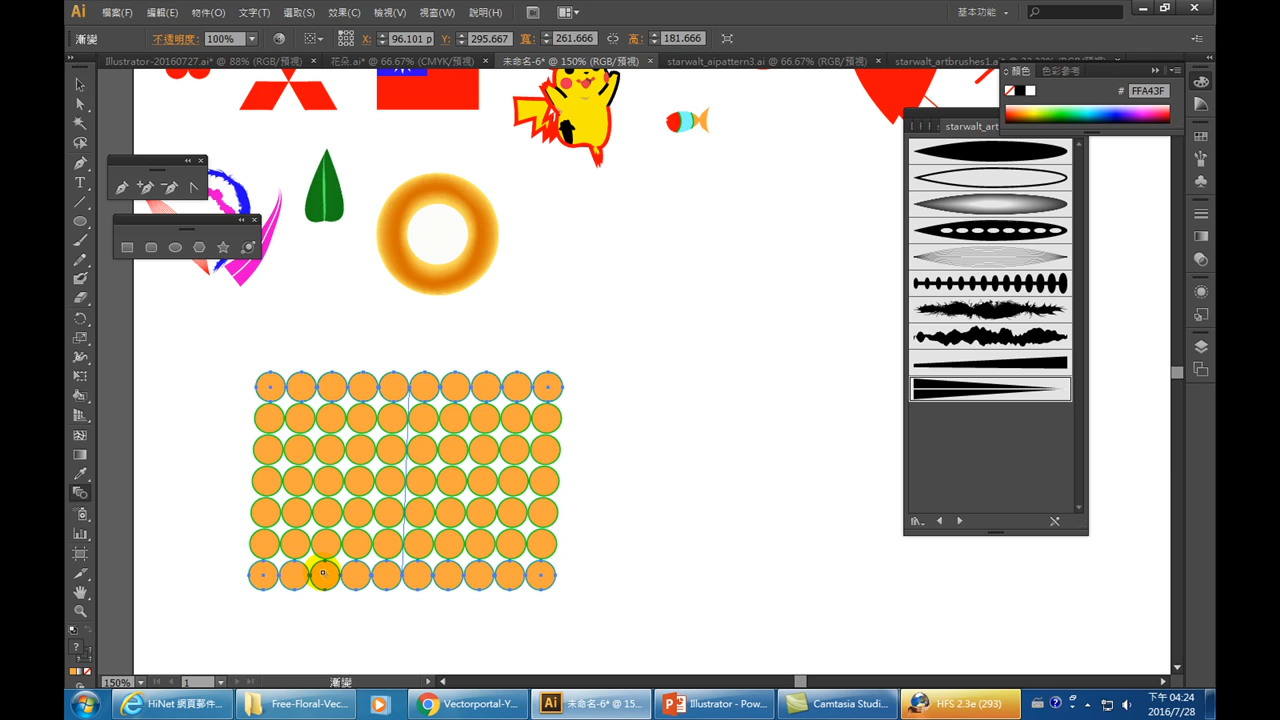 Ai 檔案(F) 編輯(E) 物件(O) 文字(T) 選取(S) 效果(C) 檢視(V) 視窗(W) 說明(H) Br 基本功能
漸變 不透明度: 100% X: 96.101 p Y: 295.667 寬: 261.666 高: 181.666
Illustrator-20160727.ai* @ 88% (RGB/預視) × 花朵.ai* @ 66.67% (CMYK/預視) × 未命名-6* @ 150% (RGB/預視) × starwalt_aipattern3.ai @ 66.67% (RGB/預視) ×
顏色 色彩參考
# FFA43F
starwalt_art
T
?
150% 1 漸變
HiNet 網頁郵件... Free-Floral-Vec... Vectorportal-Y... Ai 未命名-6* @ 15... Illustrator - Pow... Camtasia Studi... HFS 2.3e (293)
下午 04:24
2016/7/28